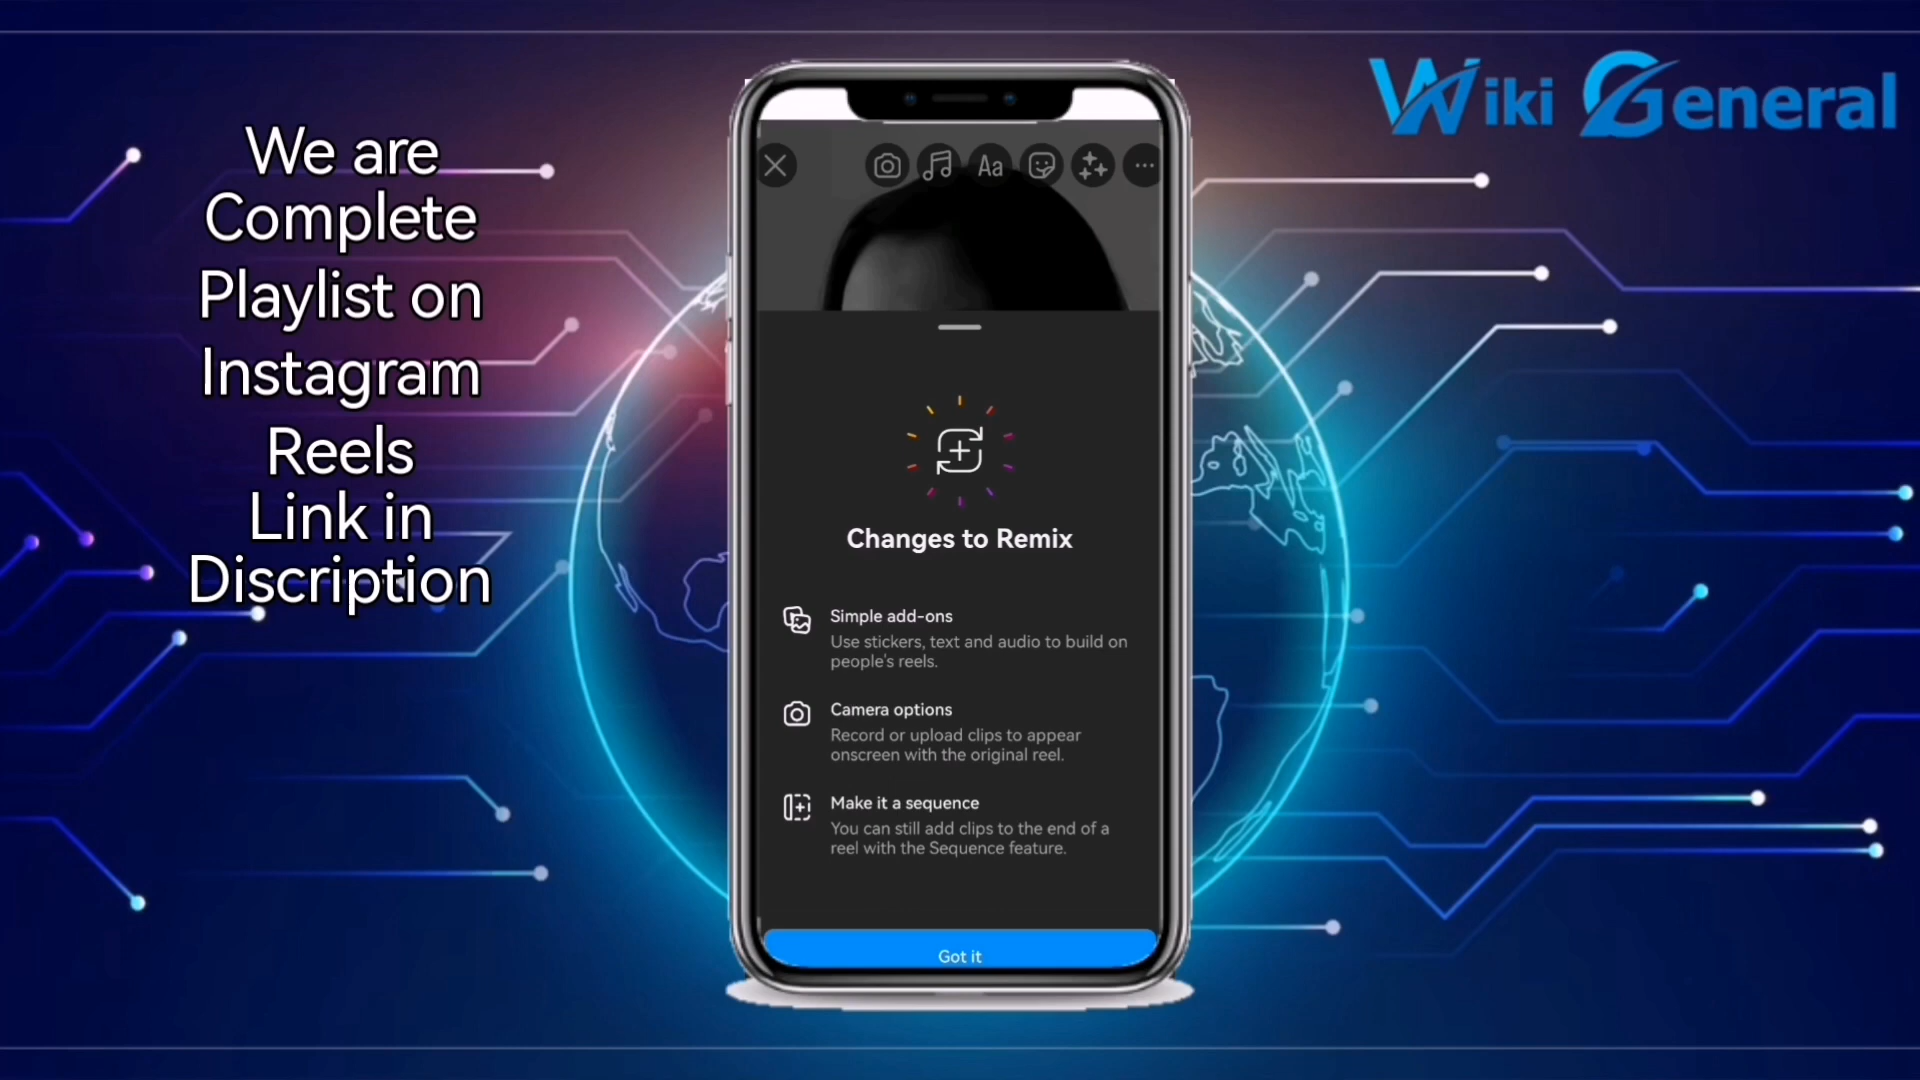 We are
Complete
Playlist on
Instagram
Reels
Link in
Discription
Wiki General
Aa
Changes to Remix
Simple add-ons
Use stickers, text and audio to build on
people's reels.
Camera options
Record or upload clips to appear
onscreen with the original reel.
Make it a sequence
You can still add clips to the end of a
reel with the Sequence feature.
Got it